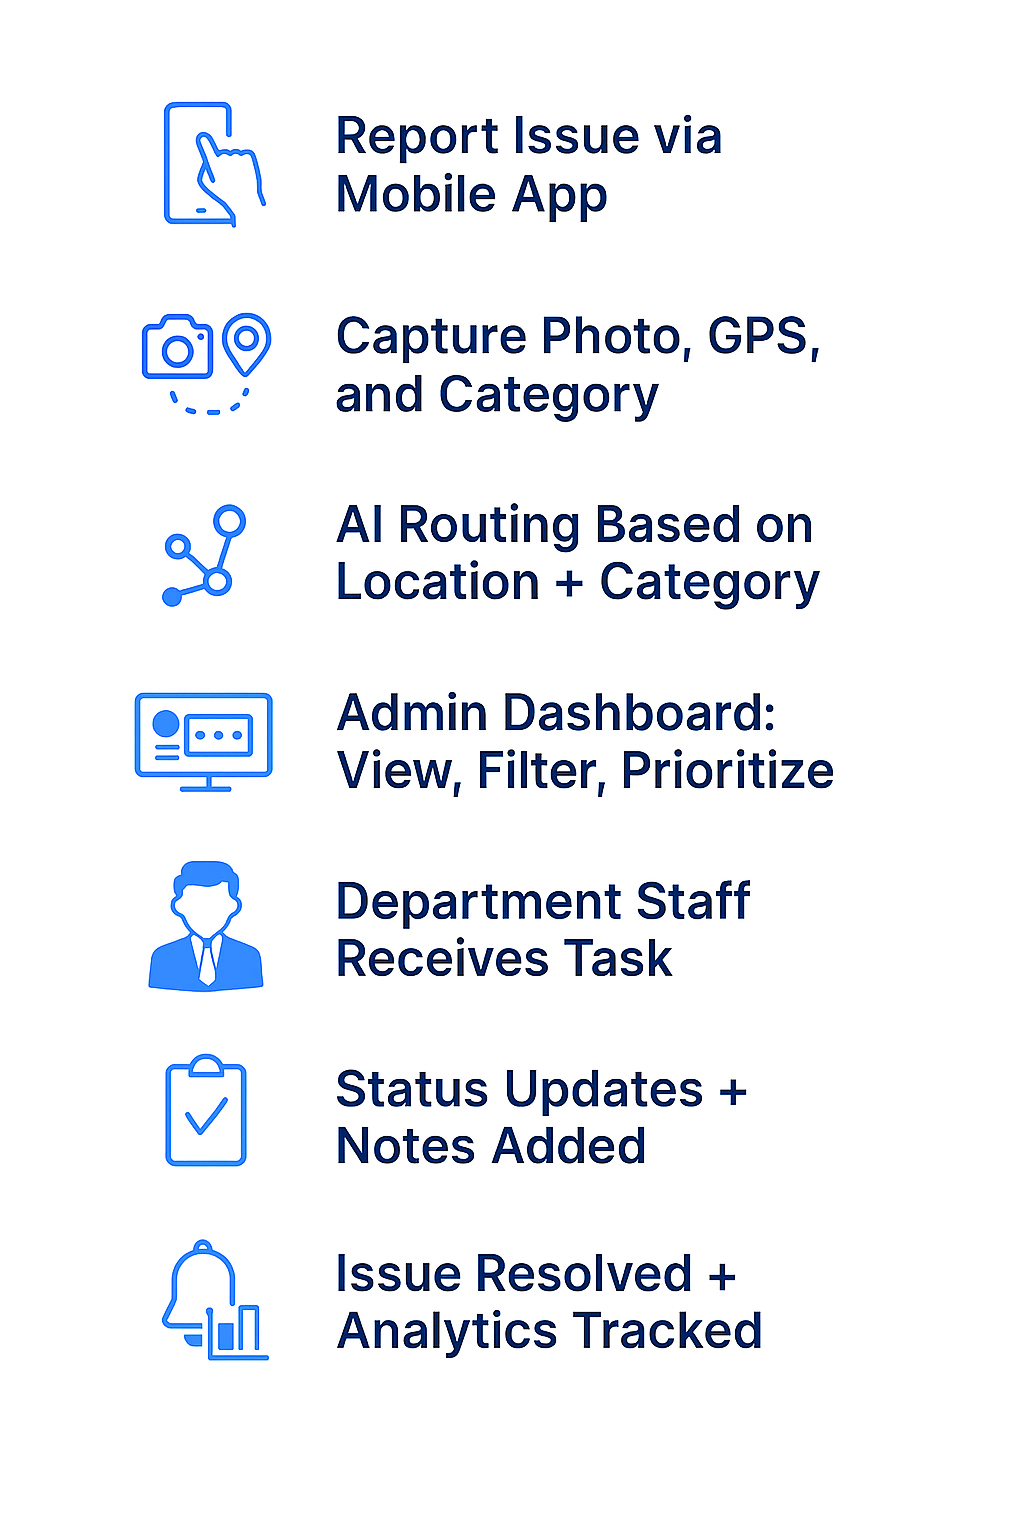 Report Issue via
Mobile App
Capture Photo, GPS,
and Category
AI Routing Based on
Location + Category
Admin Dashboard:
View, Filter, Prioritize
Department Staff
Receives Task
Status Updates +
Notes Added
Issue Resolved +
Analytics Tracked